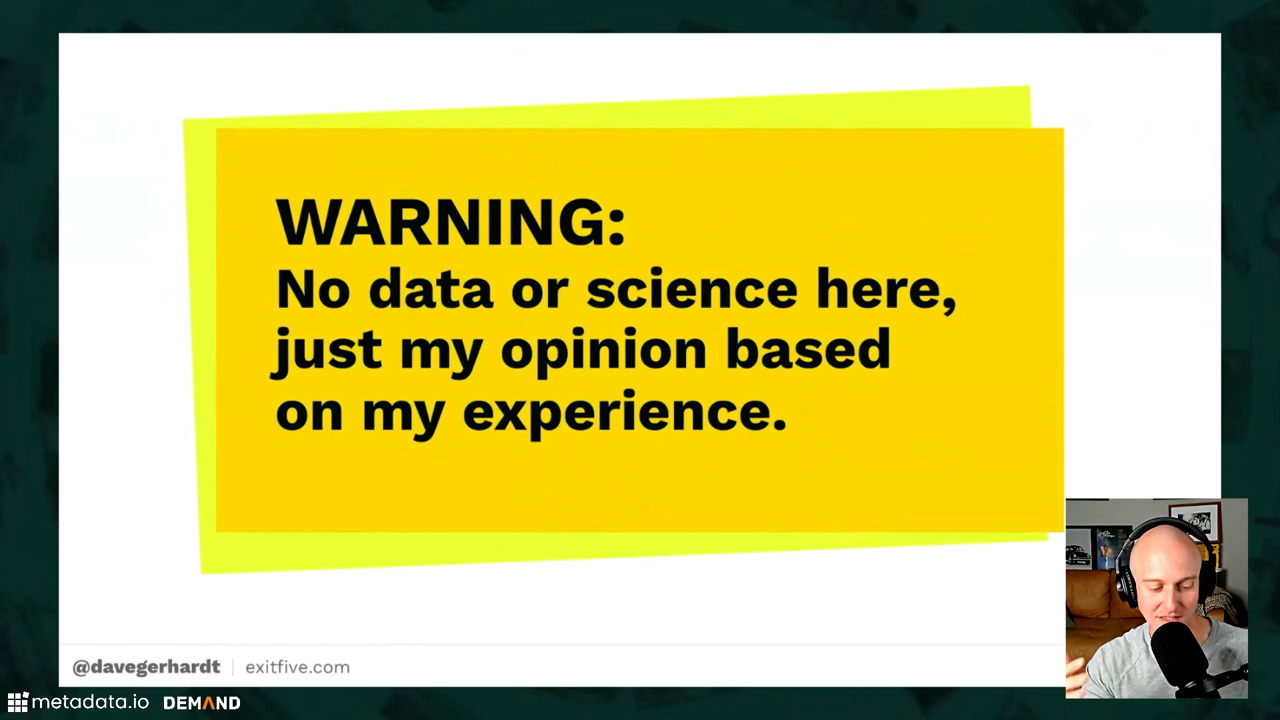 WARNING:
No data or science here,
just my opinion based
on my experience.
@davegerhardt | exitfive.com
metadata.io DEMAND